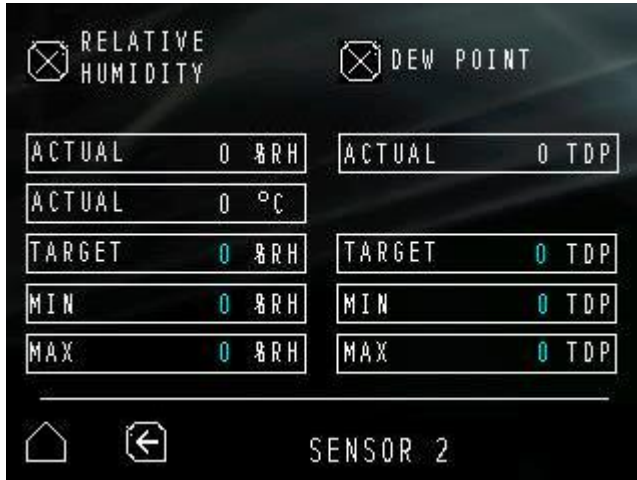 RELATIVE
HUMIDITY
DEW POINT
ACTUAL 0 %RH
ACTUAL 0 TDP
ACTUAL 0 °C
TARGET 0 %RH
TARGET 0 TDP
MIN 0 %RH
MIN 0 TDP
MAX 0 %RH
MAX 0 TDP
SENSOR 2